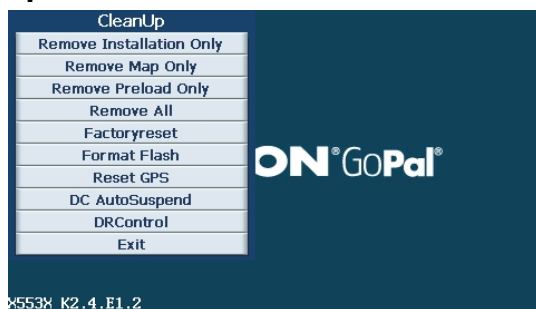 CleanUp
Remove Installation Only
Remove Map Only
Remove Preload Only
Remove All
Factoryreset
Format Flash
Reset GPS
DC AutoSuspend
DRControl
Exit
ON® GoPal®
X553X K2.4.E1.2